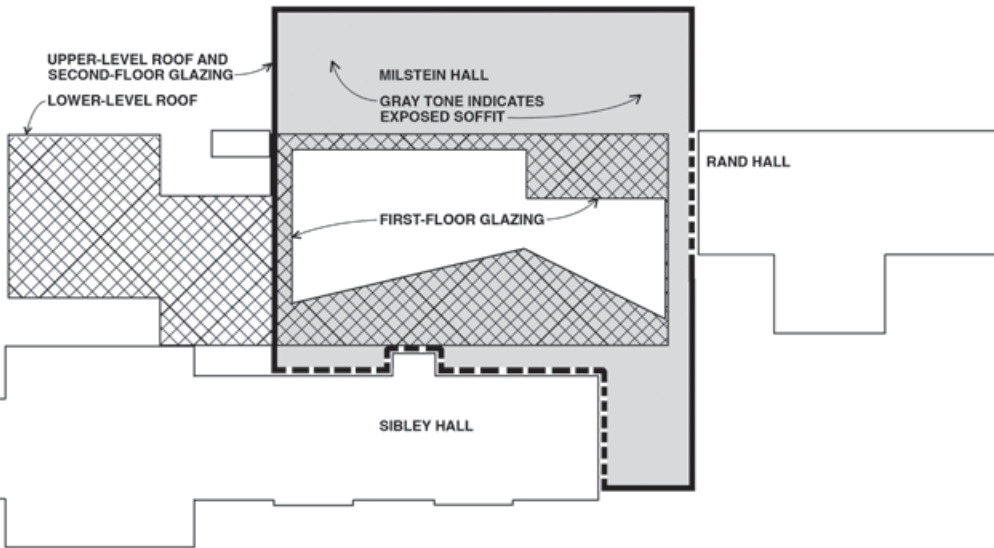 UPPER-LEVEL ROOF AND
SECOND-FLOOR GLAZING
LOWER-LEVEL ROOF
MILSTEIN HALL
GRAY TONE INDICATES
EXPOSED SOFFIT
RAND HALL
FIRST-FLOOR GLAZING
SIBLEY HALL